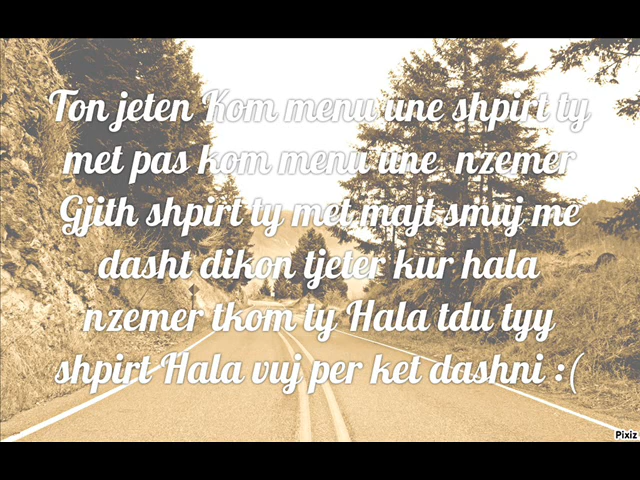 Ton jeten Kom menu une shpirt ty
met pas kom menu une nzemer
Gjith shpirt ty met majt smuj me
dasht dikon tjeter kur hala
nzemer tkom ty Hala tdu tyy
shpirt Hala vuj per ket dashni :(
Pixiz